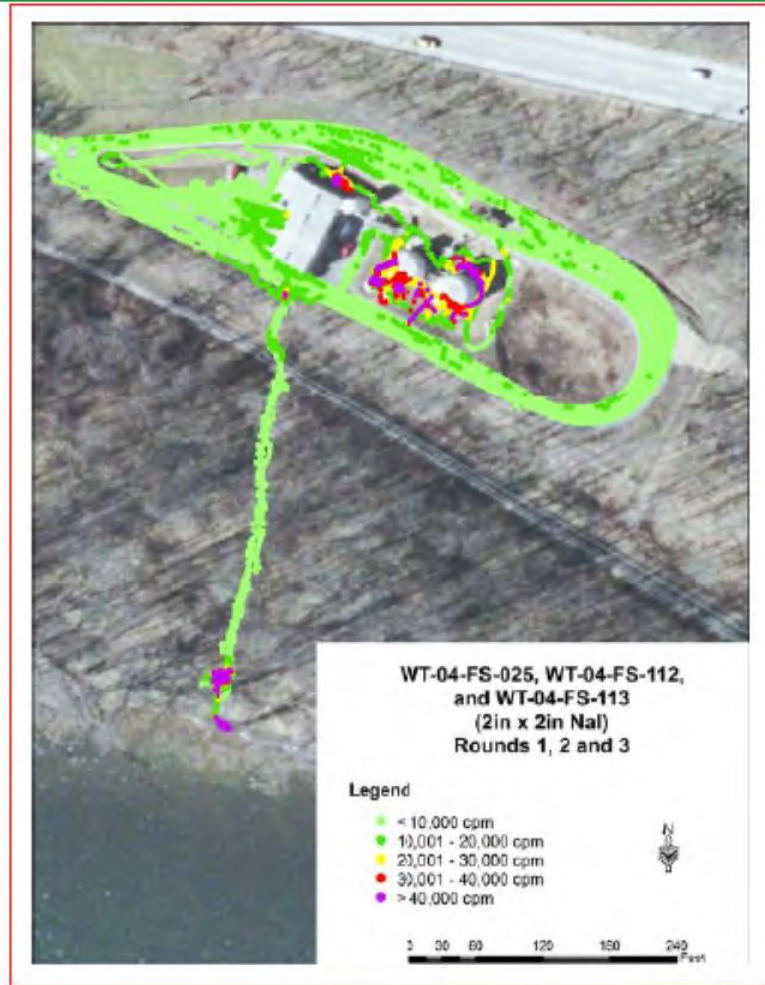 WT-04-FS-025, WT-04-FS-112,
and WT-04-FS-113
(2in x 2in NaI)
Rounds 1, 2 and 3
Legend
< 10,000 cpm
10,001 - 20,000 cpm
20,001 - 30,000 cpm
30,001 - 40,000 cpm
> 40,000 cpm
N
0 30 60 120 180 240
Feet